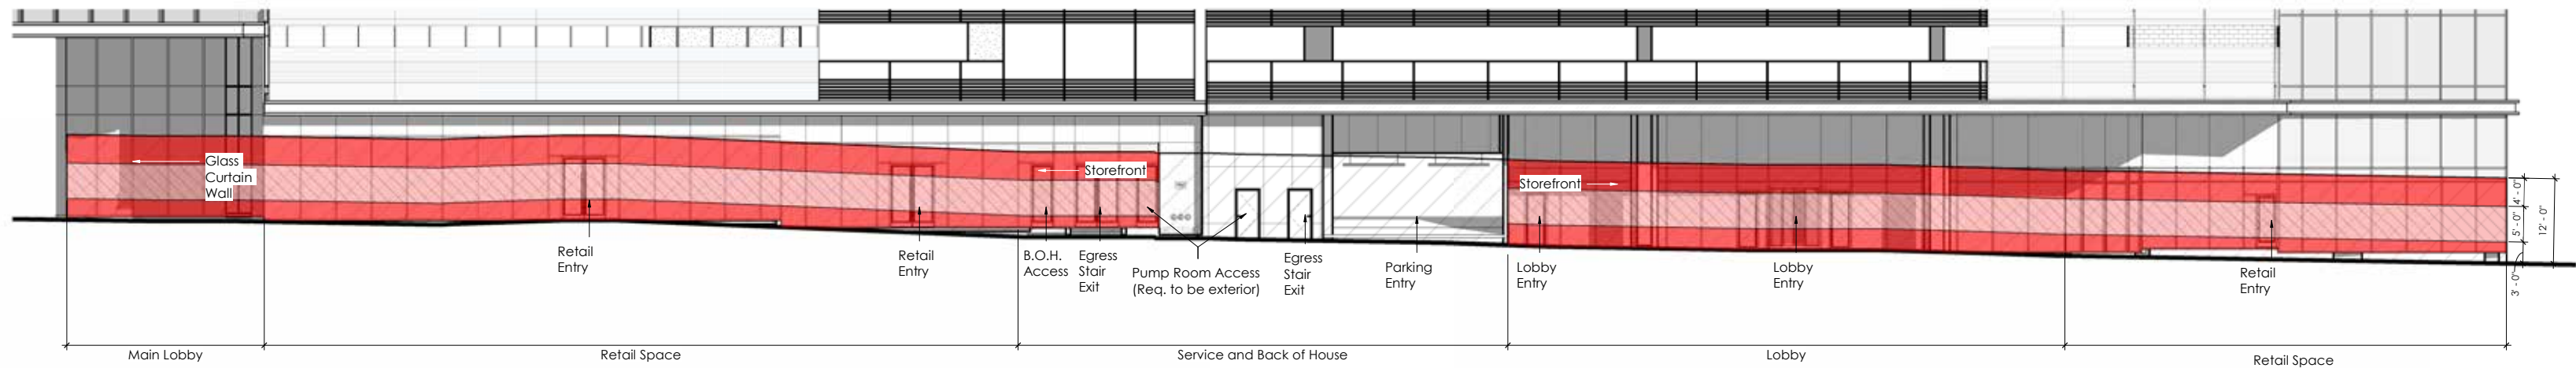 Glass
Curtain
Wall
Storefront
Storefront
4' - 0"
5' - 0"
12' - 0"
3' - 0"
Retail
Entry
Retail
Entry
B.O.H.
Access
Egress
Stair
Exit
Pump Room Access
(Req. to be exterior)
Egress
Stair
Exit
Parking
Entry
Lobby
Entry
Lobby
Entry
Retail
Entry
Main Lobby
Retail Space
Service and Back of House
Lobby
Retail Space